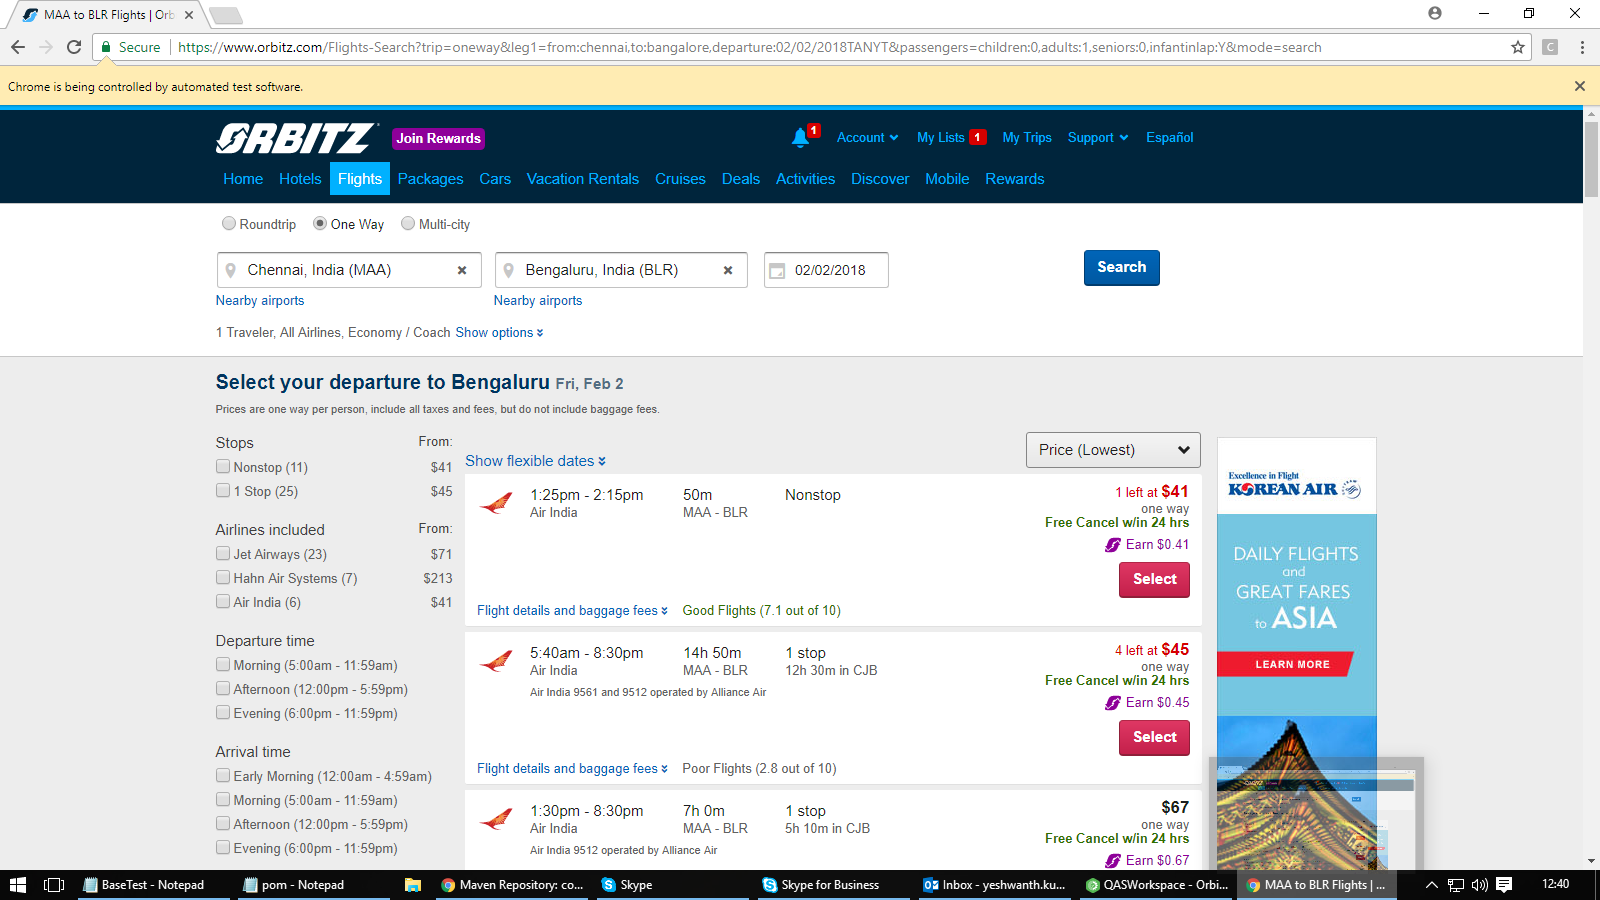 MAA to BLR Flights | Orb
Secure
https://www.orbitz.com/Flights-Search?trip=oneway&leg1=from:chennai,to:bangalore,departure:02/02/2018TANYT&passengers=children:0,adults:1,seniors:0,infantinlap:Y&mode=search
C
Chrome is being controlled by automated test software.
ORBITZ
Join Rewards
1
Account
My Lists 1
My Trips
Support
Español
Home Hotels Flights Packages Cars Vacation Rentals Cruises Deals Activities Discover Mobile Rewards
Roundtrip One Way Multi-city
Chennai, India (MAA)
Bengaluru, India (BLR)
02/02/2018
Search
Nearby airports
Nearby airports
1 Traveler, All Airlines, Economy / Coach Show options
Select your departure to Bengaluru Fri, Feb 2
Prices are one way per person, include all taxes and fees, but do not include baggage fees.
Stops From:
Nonstop (11) $41
1 Stop (25) $45
Airlines included From:
Jet Airways (23) $71
Hahn Air Systems (7) $213
Air India (6) $41
Departure time
Morning (5:00am - 11:59am)
Afternoon (12:00pm - 5:59pm)
Evening (6:00pm - 11:59pm)
Arrival time
Early Morning (12:00am - 4:59am)
Morning (5:00am - 11:59am)
Afternoon (12:00pm - 5:59pm)
Evening (6:00pm - 11:59pm)
Show flexible dates
Price (Lowest)
1:25pm - 2:15pm 50m Nonstop 1 left at $41
Air India MAA - BLR one way
Free Cancel w/in 24 hrs
Earn $0.41
Select
Flight details and baggage fees Good Flights (7.1 out of 10)
5:40am - 8:30pm 14h 50m 1 stop 4 left at $45
Air India MAA - BLR 12h 30m in CJB one way
Free Cancel w/in 24 hrs
Air India 9561 and 9512 operated by Alliance Air
Earn $0.45
Select
Flight details and baggage fees Poor Flights (2.8 out of 10)
1:30pm - 8:30pm 7h 0m 1 stop $67
Air India MAA - BLR 5h 10m in CJB one way
Free Cancel w/in 24 hrs
Air India 9512 operated by Alliance Air
Earn $0.67
Excellence in Flight
KOREAN AIR
DAILY FLIGHTS
and
GREAT FARES
to ASIA
LEARN MORE
BaseTest - Notepad
pom - Notepad
Maven Repository: co...
Skype
Skype for Business
Inbox - yeshwanth.ku...
QASWorkspace - Orbi...
MAA to BLR Flights | ...
12:40